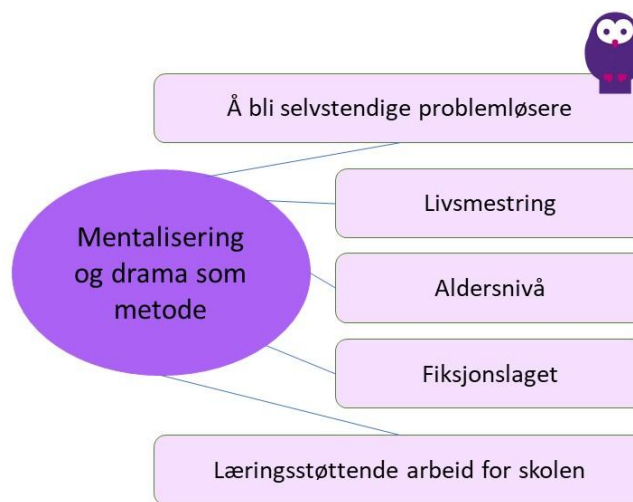 Å bli selvstendige problemløsere
Livsmestring
Mentalisering
og drama som
metode
Aldersnivå
Fiksjonslaget
Læringsstøttende arbeid for skolen